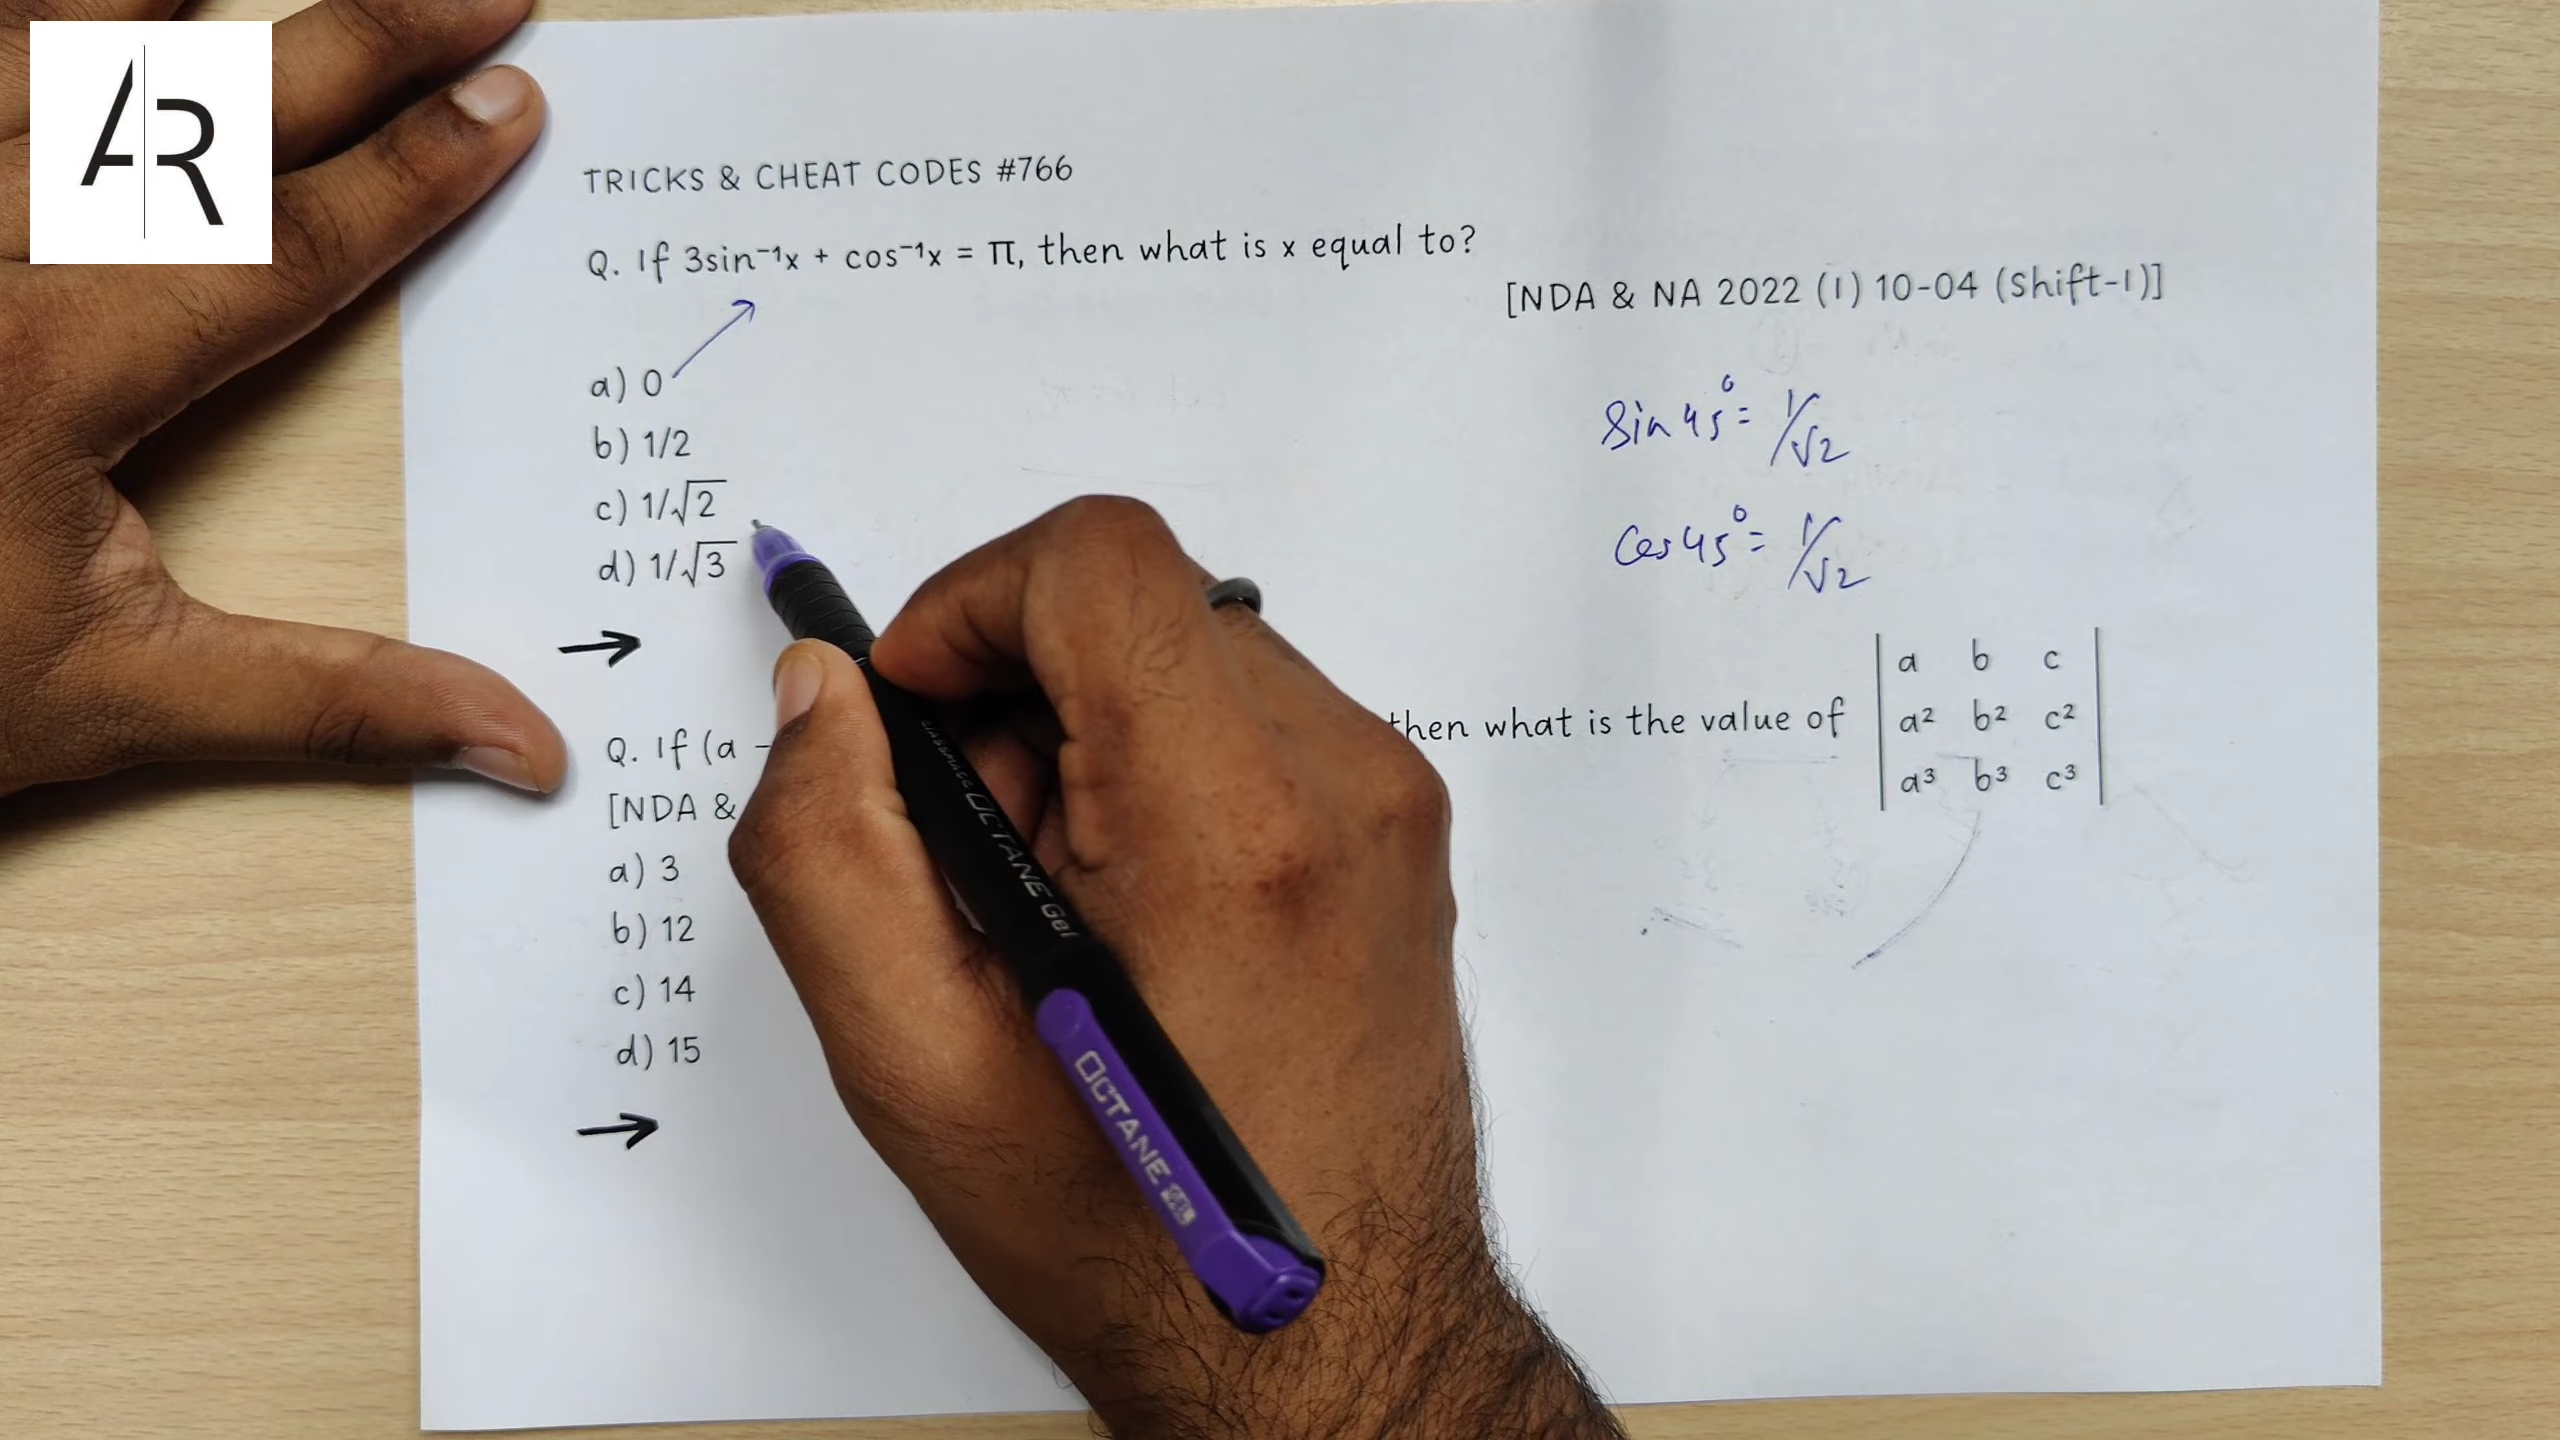 AR
TRICKS & CHEAT CODES #766
Q. If 3sin⁻¹x + cos⁻¹x = π, then what is x equal to?
[NDA & NA 2022 (I) 10-04 (Shift-I)]
a) 0
b) 1/2
c) 1/√2
d) 1/√3
→
sin 45° = 1/√2
cos 45° = 1/√2
Q. If (a -
then what is the value of
a b c
a² b² c²
a³ b³ c³
[NDA &
a) 3
b) 12
c) 14
d) 15
→
OCTANE Gel
OCTANE